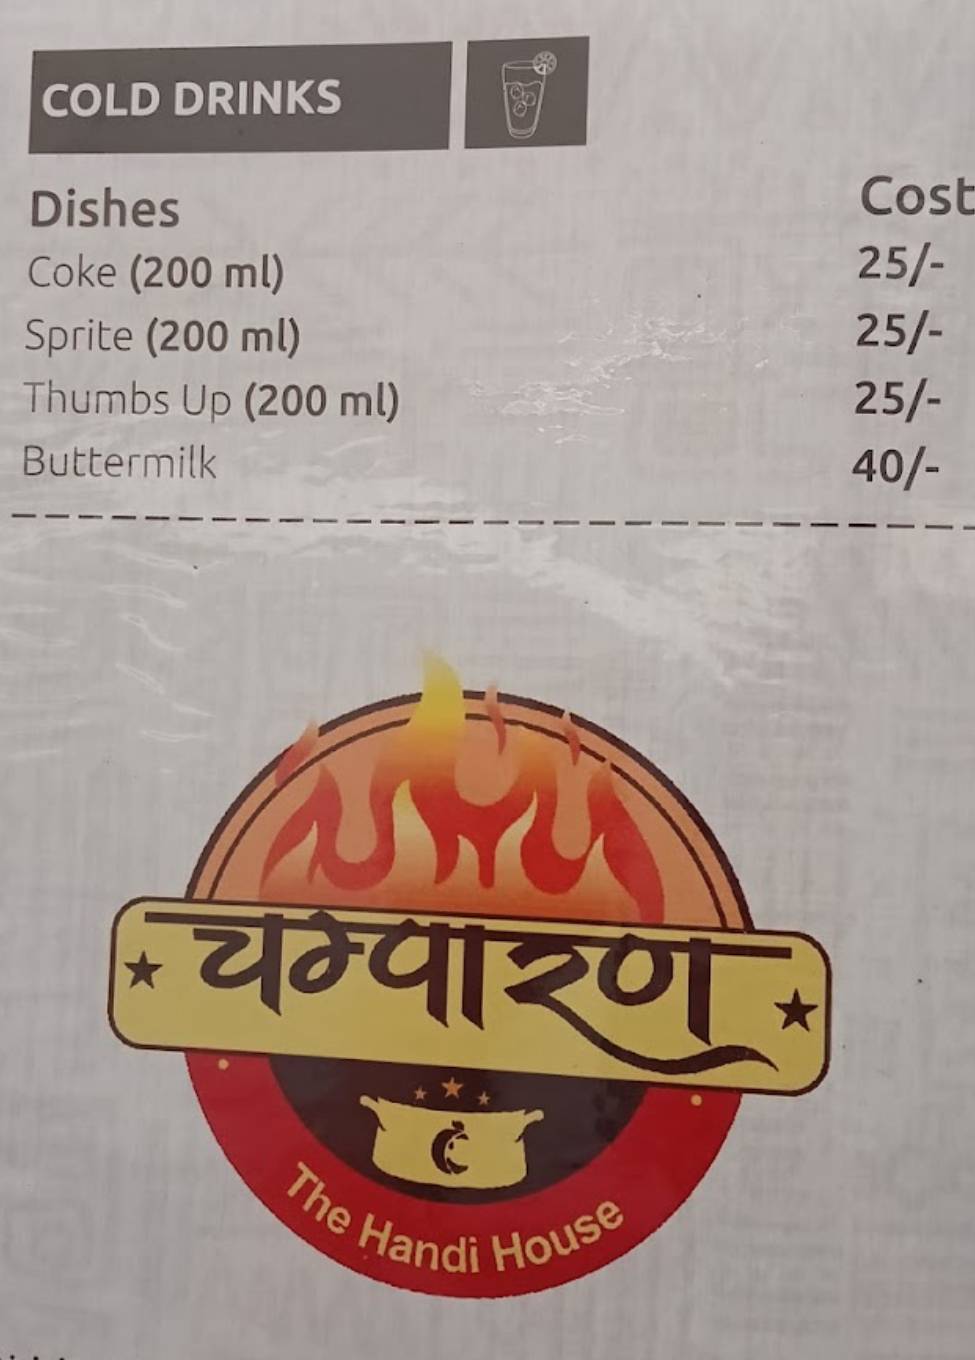 COLD DRINKS
Dishes Cost
Coke (200 ml) 25/-
Sprite (200 ml) 25/-
Thumbs Up (200 ml) 25/-
Buttermilk 40/-
चम्पारण
The Handi House